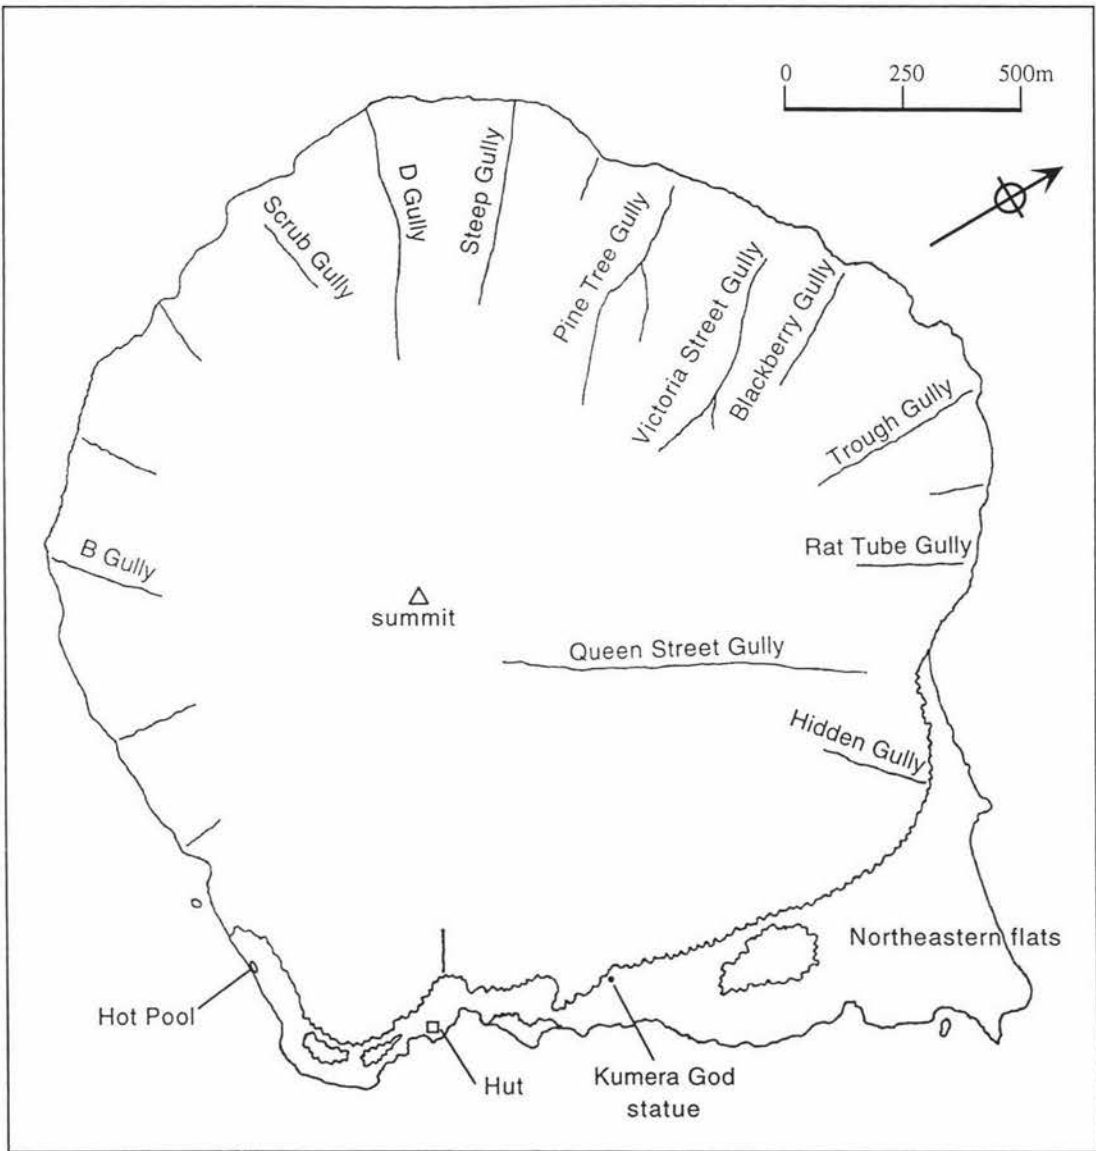 0 250 500m
D Gully
Steep Gully
Scrub Gully
Pine Tree Gully
Victoria Street Gully
Blackberry Gully
Trough Gully
B Gully
Rat Tube Gully
summit
Queen Street Gully
Hidden Gully
Northeastern flats
Hot Pool
Hut
Kumera God
statue